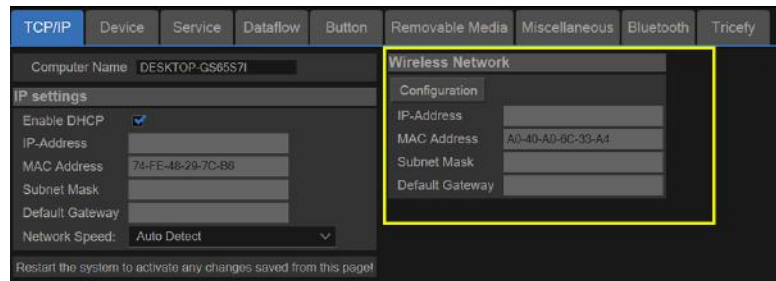 TCP/IP Device Service Dataflow Button Removable Media Miscellaneous Bluetooth Tricefy
Computer Name DESKTOP-GS65S7I
IP settings
Enable DHCP
IP-Address
MAC Address 74-FE-48-29-7C-B6
Subnet Mask
Default Gateway
Network Speed: Auto Detect
Restart the system to activate any changes saved from this page!
Wireless Network
Configuration
IP-Address
MAC Address A0-40-A0-6C-33-A4
Subnet Mask
Default Gateway